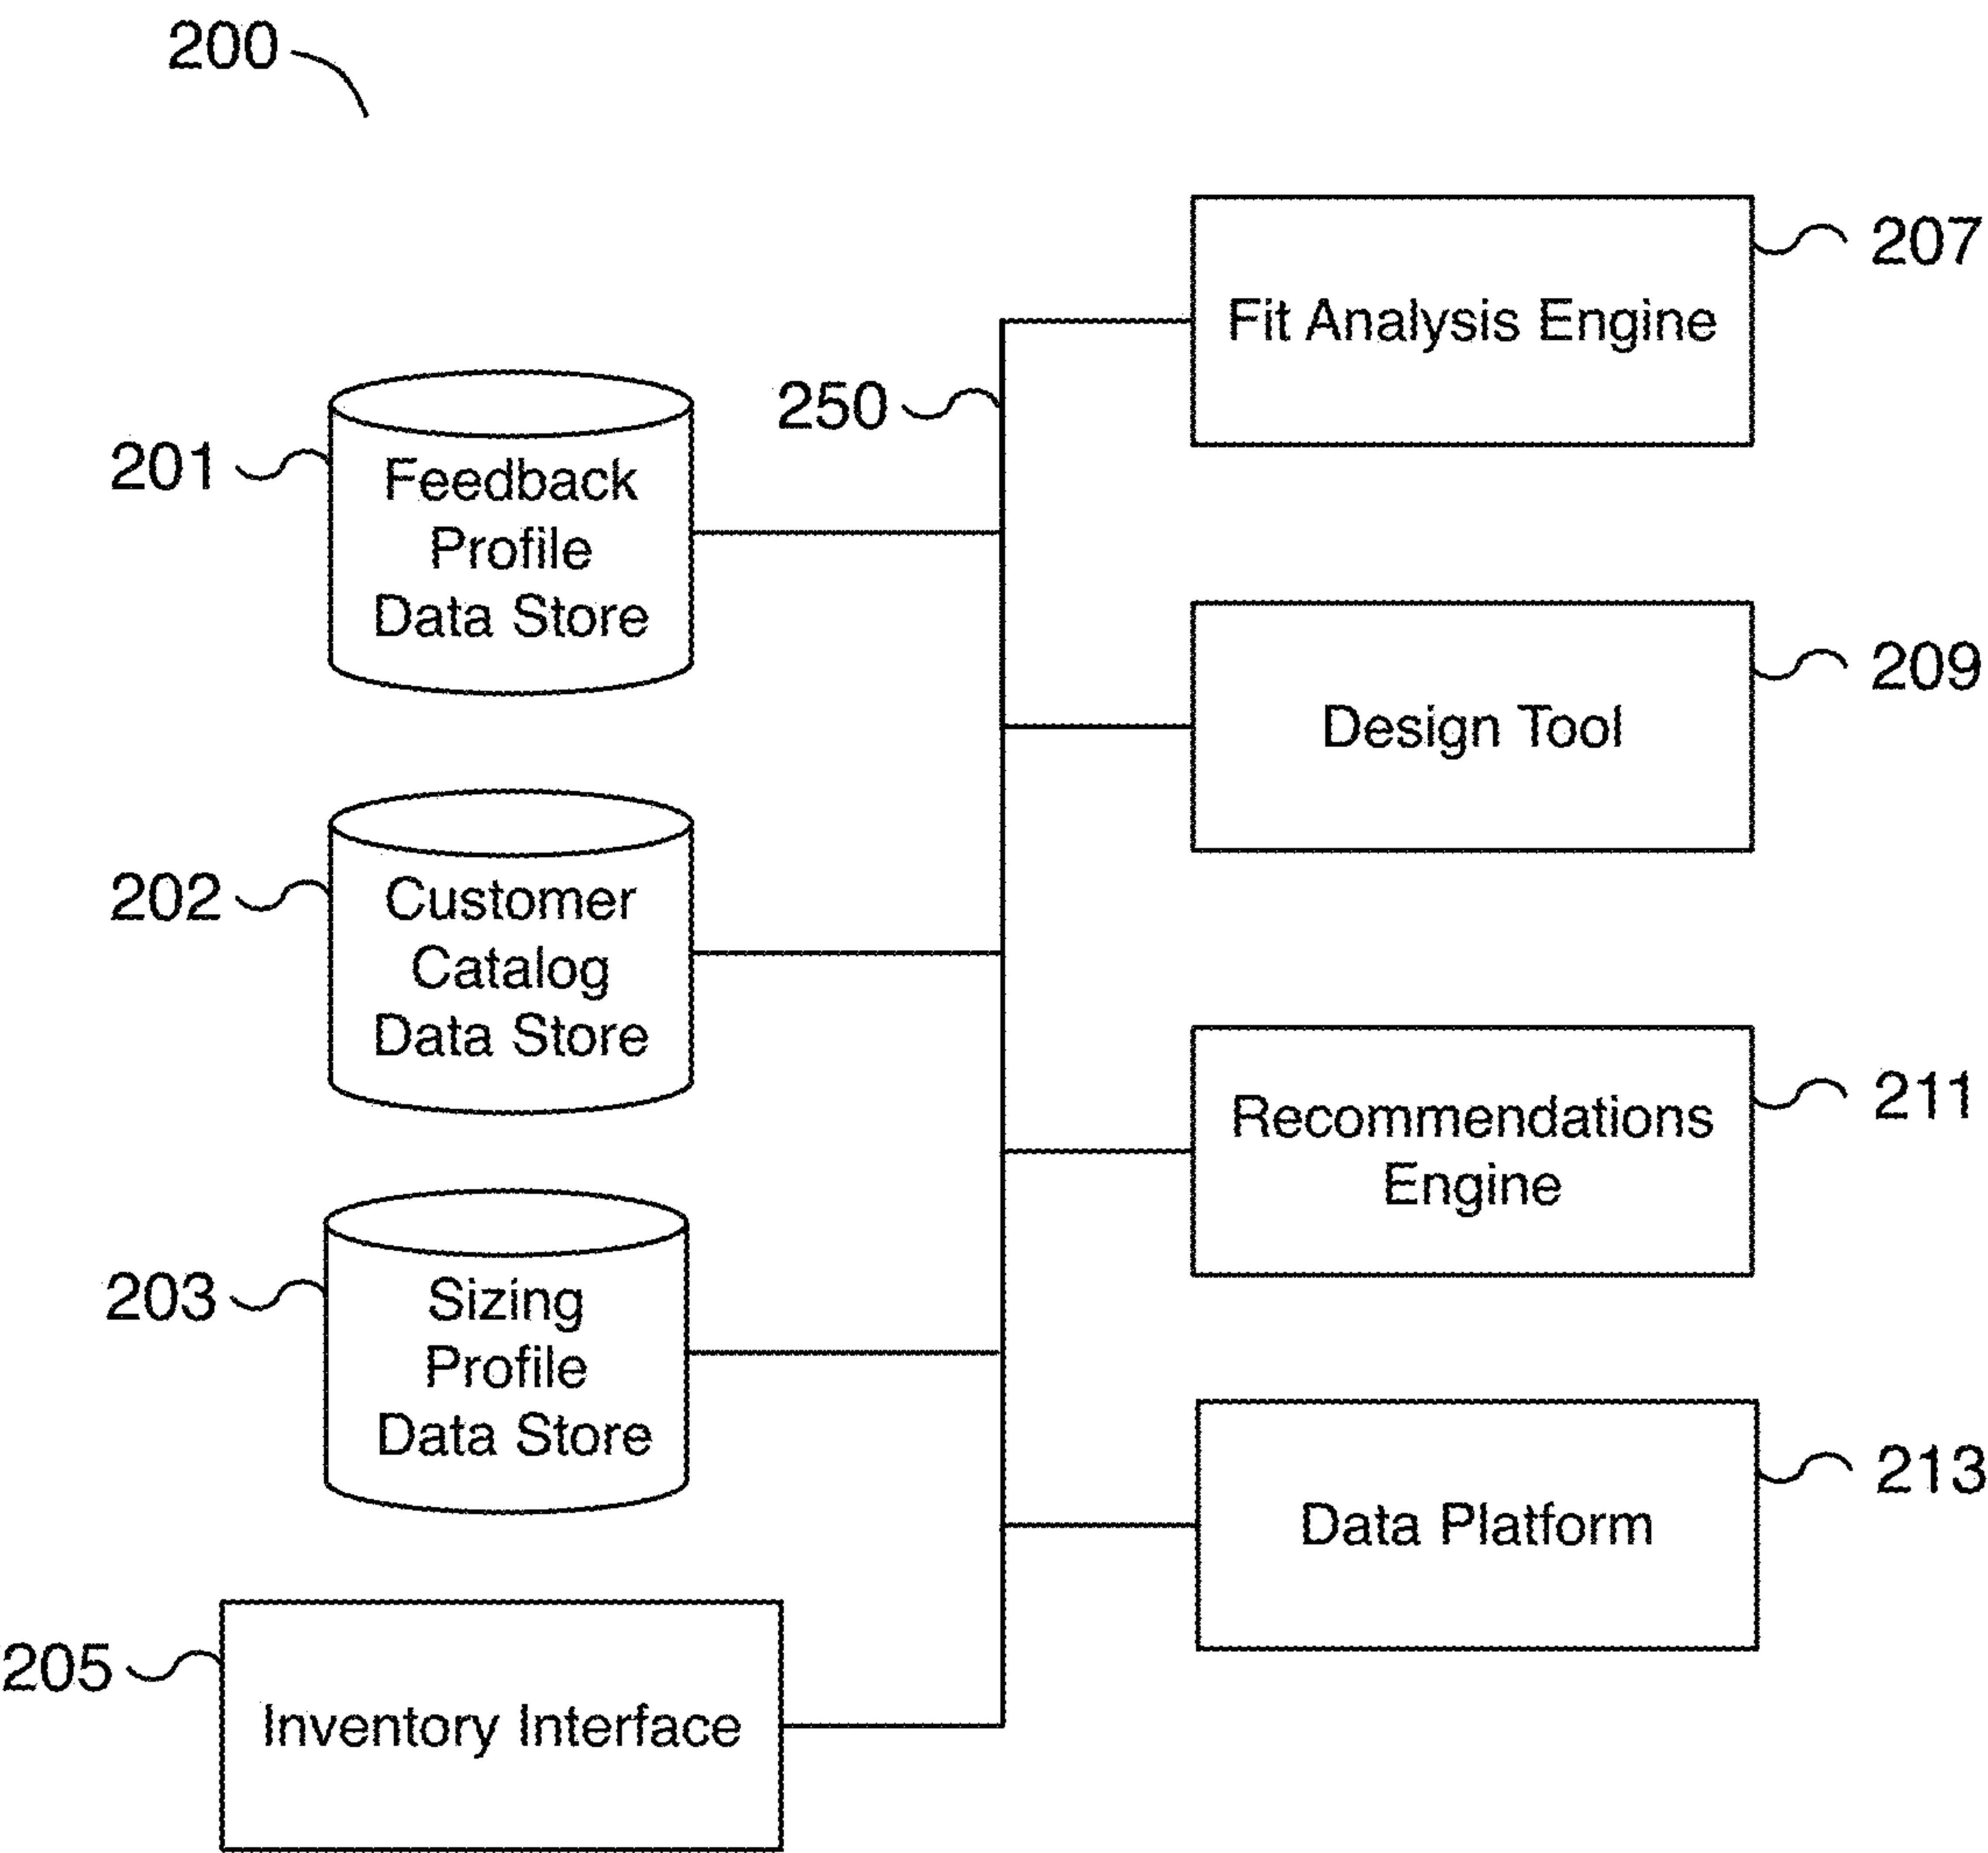 200
207
Fit Analysis Engine
250
201
Feedback
Profile
Data Store
209
Design Tool
202
Customer
Catalog
Data Store
211
Recommendations
Engine
203
Sizing
Profile
Data Store
213
Data Platform
205
Inventory Interface